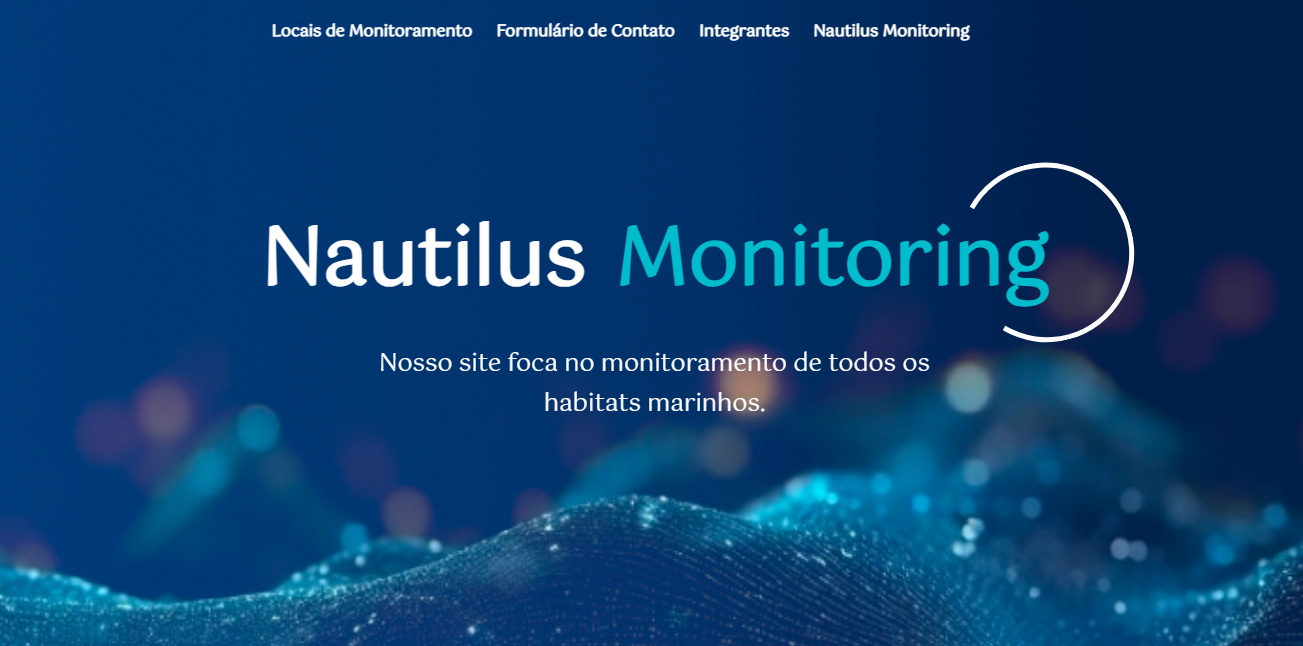 Locais de Monitoramento Formulário de Contato Integrantes Nautilus Monitoring
Nautilus Monitoring
Nosso site foca no monitoramento de todos os
habitats marinhos.